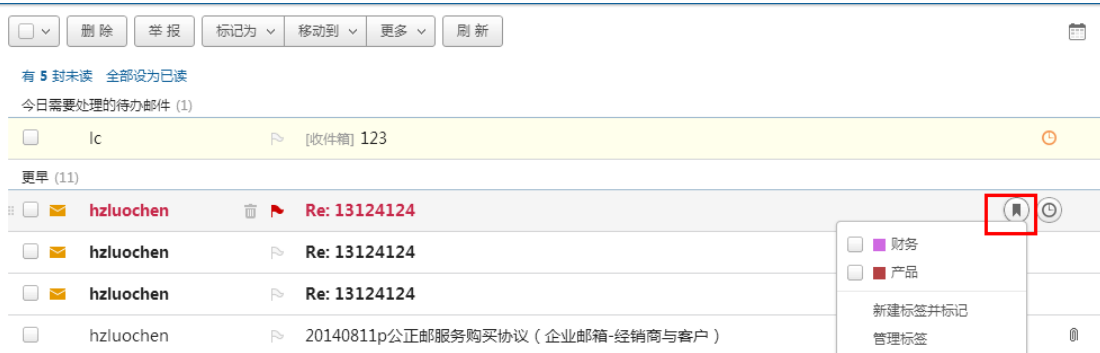 删 除 举 报 标记为 移动到 更多 刷 新
有 5 封未读 全部设为已读
今日需要处理的待办邮件 (1)
lc [收件箱] 123
更早 (11)
hzluochen Re: 13124124
财务
hzluochen Re: 13124124
产品
hzluochen Re: 13124124
新建标签并标记
hzluochen 20140811p公正邮服务购买协议（企业邮箱-经销商与客户）
管理标签